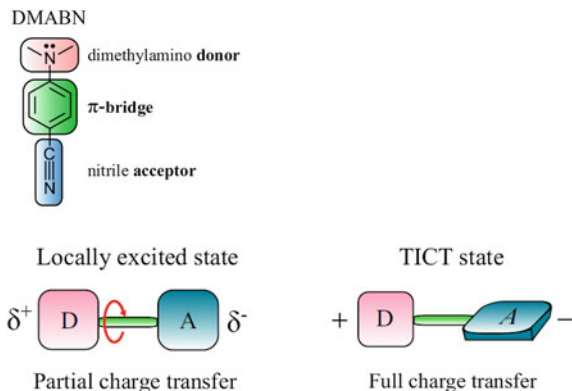 DMABN
N
dimethylamino donor
π-bridge
C
nitrile acceptor
N
Locally excited state
TICT state
δ+ D A δ-
+ D A −
Partial charge transfer
Full charge transfer